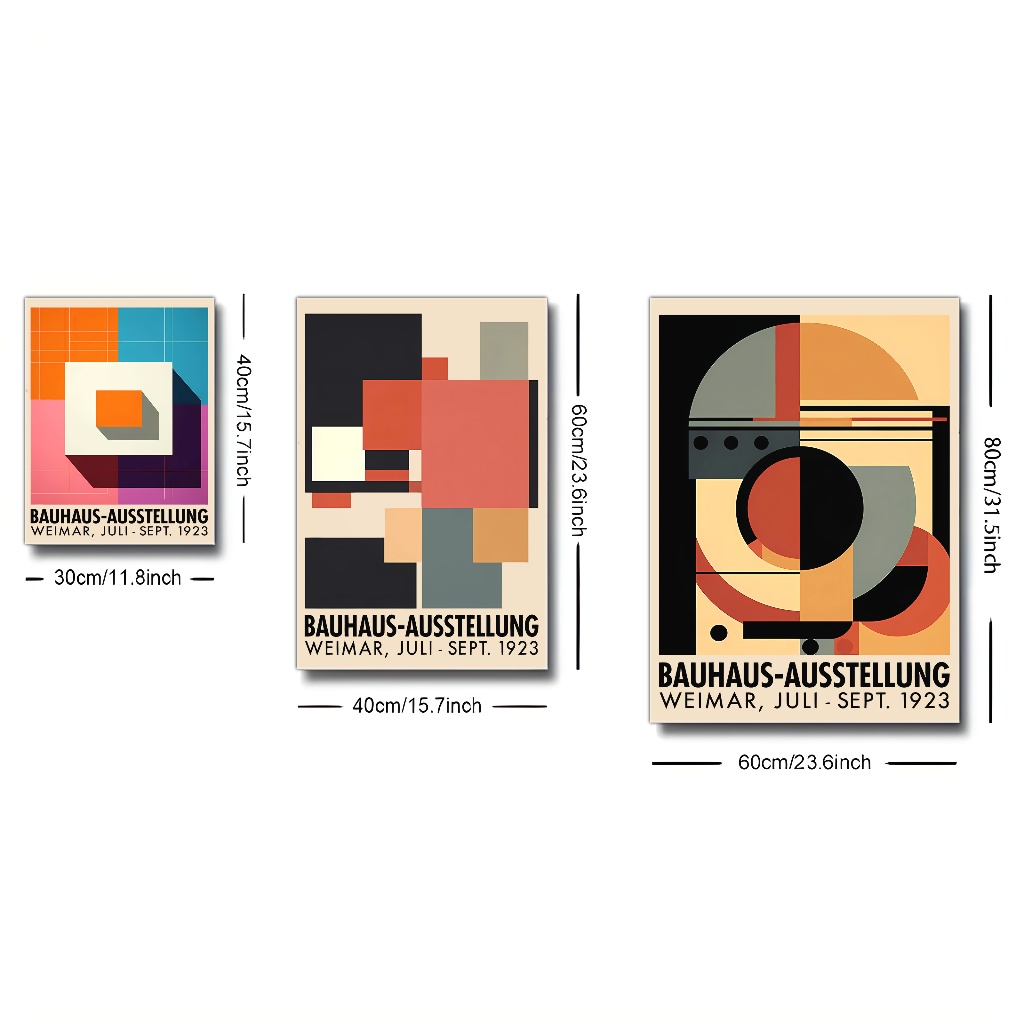 BAUHAUS-AUSSTELLUNG
WEIMAR, JULI - SEPT. 1923
40cm/15.7inch
30cm/11.8inch
BAUHAUS-AUSSTELLUNG
WEIMAR, JULI - SEPT. 1923
60cm/23.6inch
40cm/15.7inch
BAUHAUS-AUSSTELLUNG
WEIMAR, JULI - SEPT. 1923
80cm/31.5inch
60cm/23.6inch